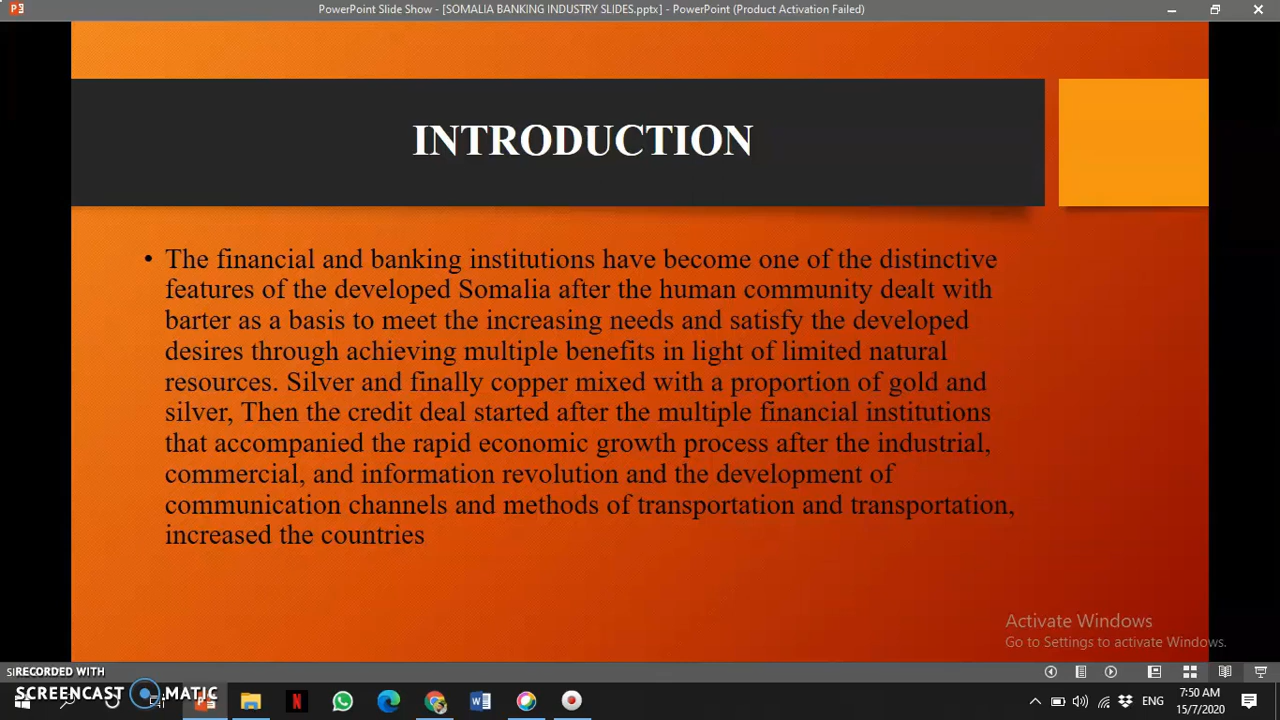 PowerPoint Slide Show - [SOMALIA BANKING INDUSTRY SLIDES.pptx] - PowerPoint (Product Activation Failed)
INTRODUCTION
• The financial and banking institutions have become one of the distinctive
features of the developed Somalia after the human community dealt with
barter as a basis to meet the increasing needs and satisfy the developed
desires through achieving multiple benefits in light of limited natural
resources. Silver and finally copper mixed with a proportion of gold and
silver, Then the credit deal started after the multiple financial institutions
that accompanied the rapid economic growth process after the industrial,
commercial, and information revolution and the development of
communication channels and methods of transportation and transportation,
increased the countries
Activate Windows
Go to Settings to activate Windows.
RECORDED WITH
SCREENCAST MATIC
ENG
7:50 AM
15/7/2020